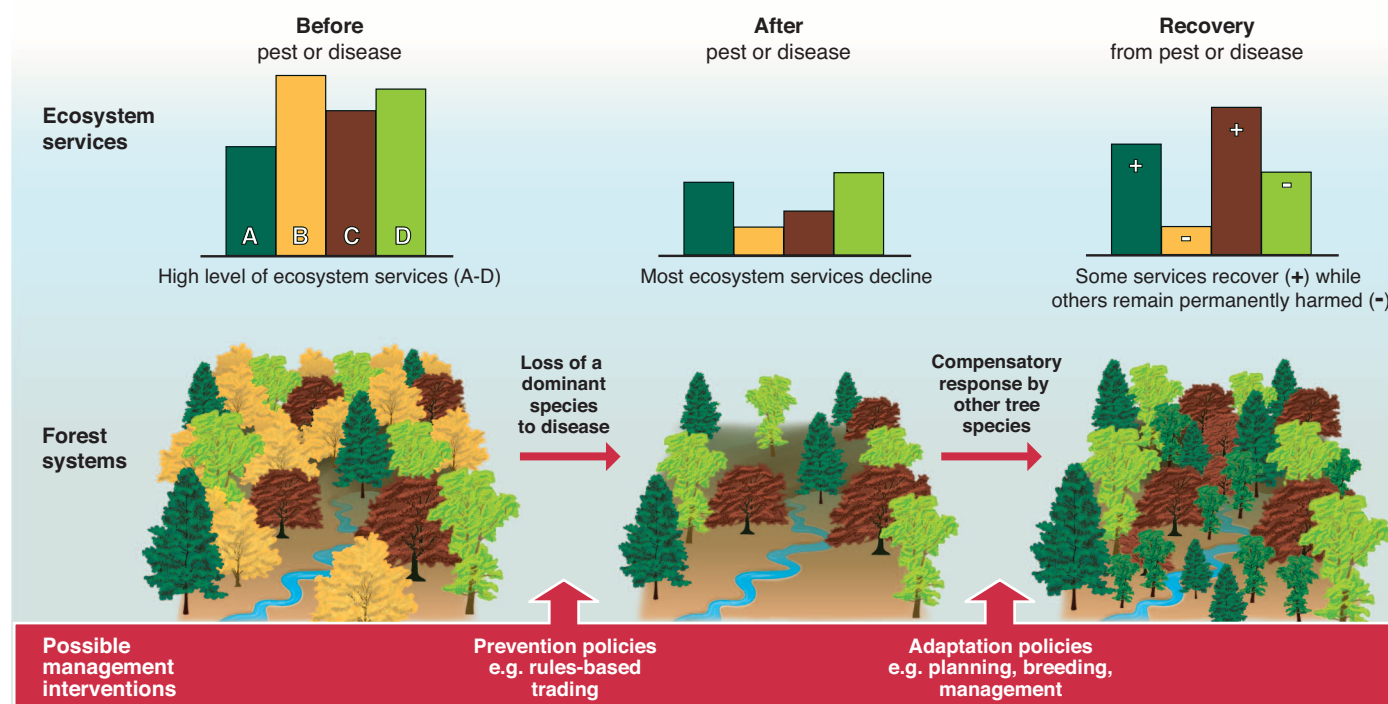 Before
pest or disease
After
pest or disease
Recovery
from pest or disease
Ecosystem
services
A B C D
+ - + -
High level of ecosystem services (A-D)
Most ecosystem services decline
Some services recover (+) while
others remain permanently harmed (-)
Forest
systems
Loss of a
dominant
species
to disease
Compensatory
response by
other tree
species
Possible
management
interventions
Prevention policies
e.g. rules-based
trading
Adaptation policies
e.g. planning, breeding,
management